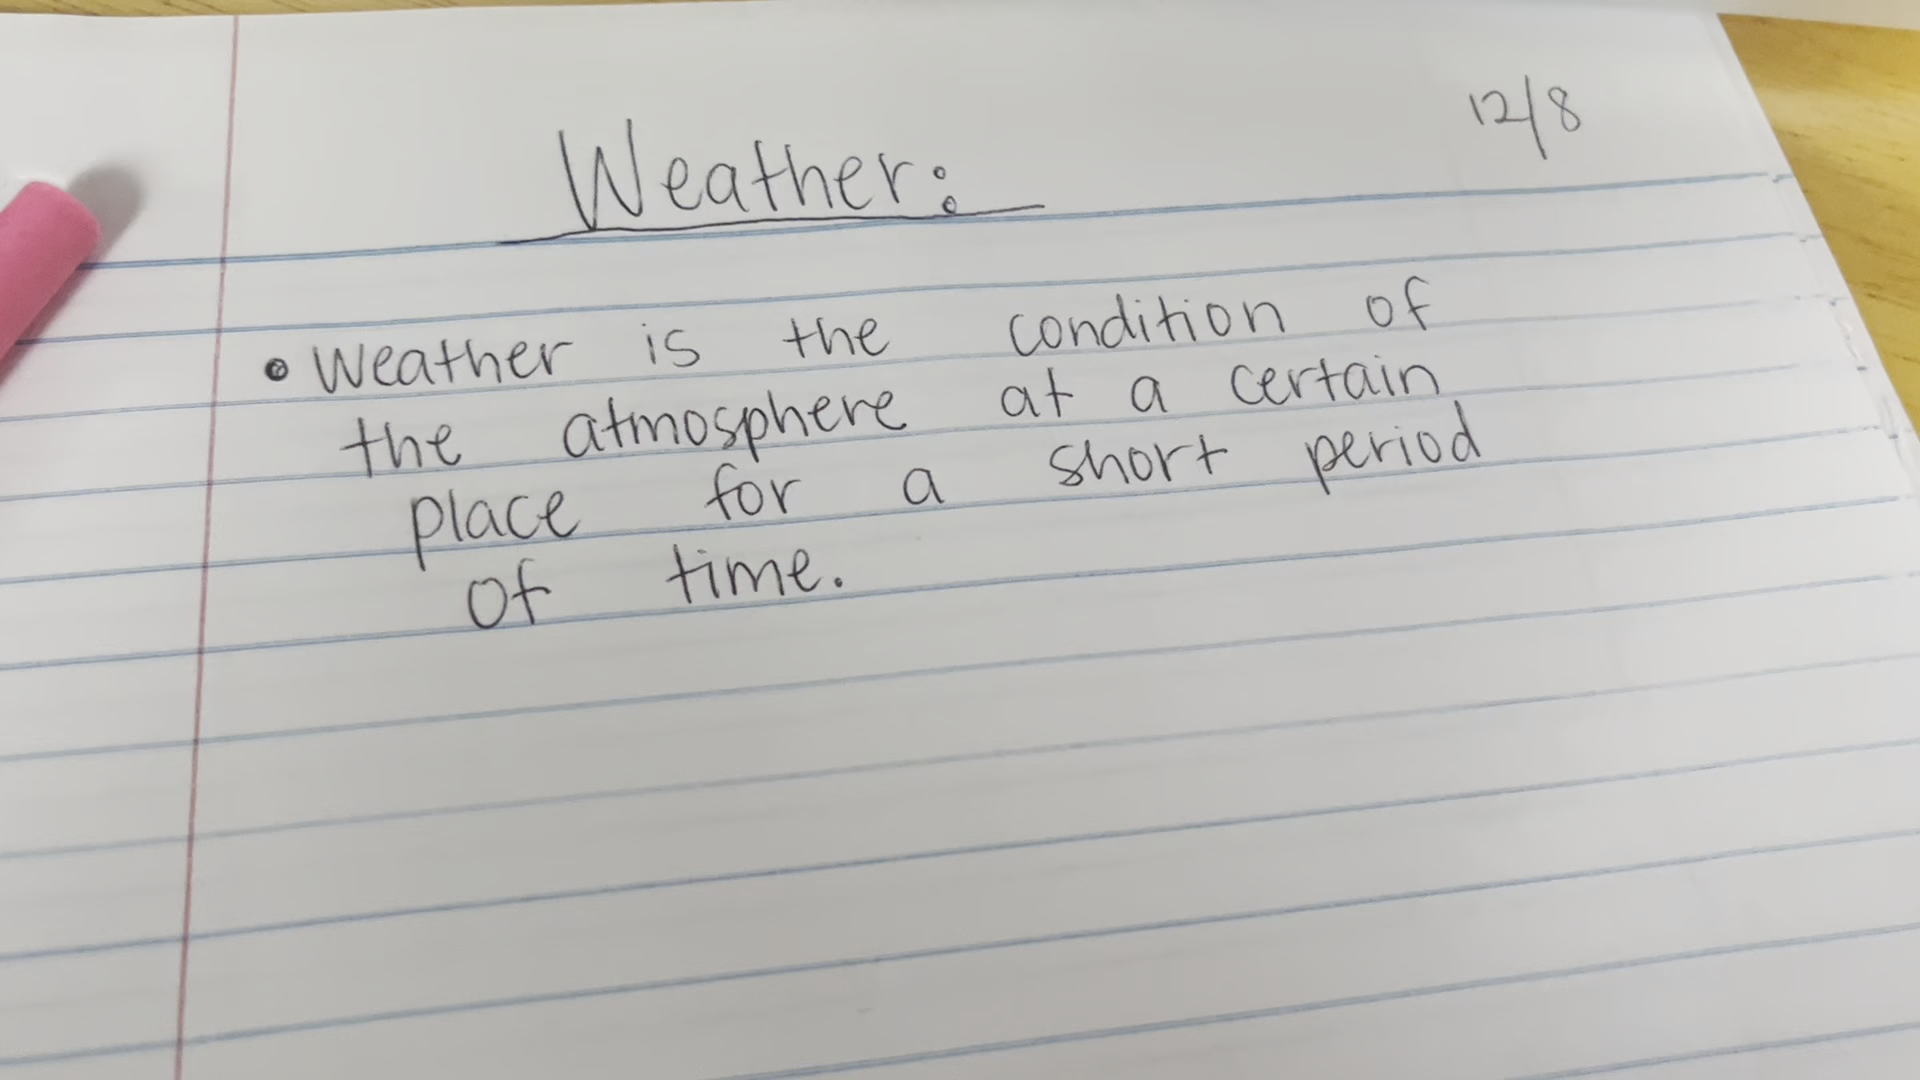 12/8
Weather:
• Weather is the condition of
the atmosphere at a certain
place for a short period
of time.